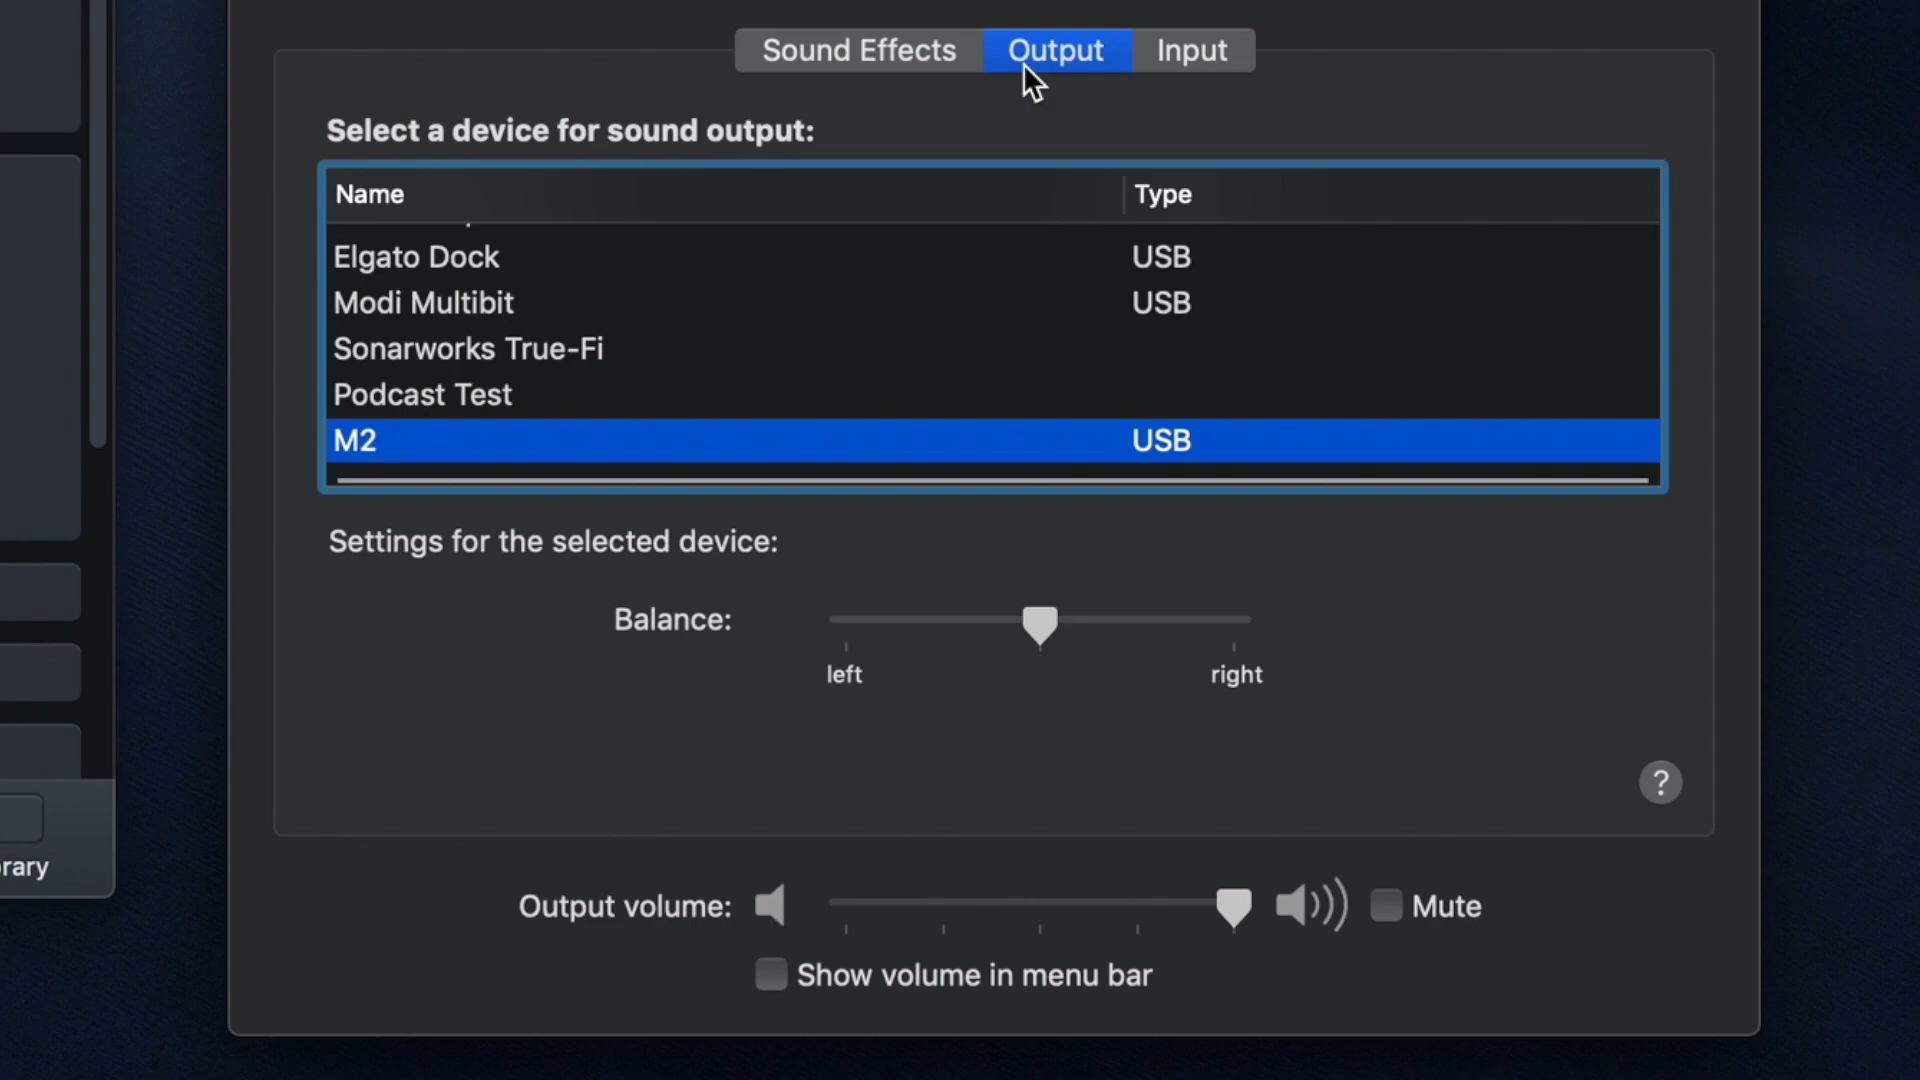 Sound Effects Output Input
Select a device for sound output:
Name Type
Elgato Dock USB
Modi Multibit USB
Sonarworks True-Fi
Podcast Test
M2 USB
Settings for the selected device:
Balance:
left right
?
rary
Output volume: Mute
Show volume in menu bar